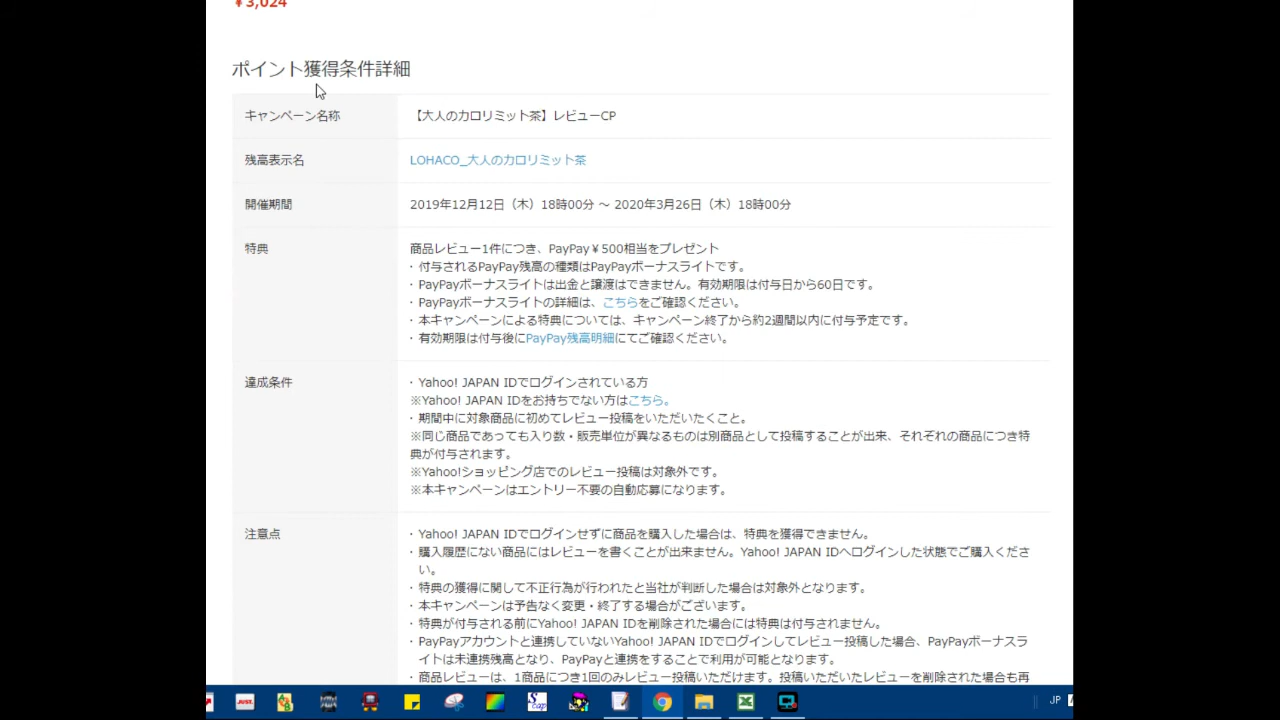 ¥3,024
ポイント獲得条件詳細
キャンペーン名称
【大人のカロリミット茶】レビューCP
残高表示名
LOHACO_大人のカロリミット茶
開催期間
2019年12月12日（木）18時00分 ～ 2020年3月26日（木）18時00分
特典
商品レビュー1件につき、PayPay￥500相当をプレゼント
・付与されるPayPay残高の種類はPayPayボーナスライトです。
・PayPayボーナスライトは出金と譲渡はできません。有効期限は付与日から60日です。
・PayPayボーナスライトの詳細は、こちらをご確認ください。
・本キャンペーンによる特典については、キャンペーン終了から約2週間以内に付与予定です。
・有効期限は付与後にPayPay残高明細にてご確認ください。
達成条件
・Yahoo! JAPAN IDでログインされている方
※Yahoo! JAPAN IDをお持ちでない方はこちら。
・期間中に対象商品に初めてレビュー投稿をいただいたくこと。
※同じ商品であっても入り数・販売単位が異なるものは別商品として投稿することが出来、それぞれの商品につき特
典が付与されます。
※Yahoo!ショッピング店でのレビュー投稿は対象外です。
※本キャンペーンはエントリー不要の自動応募になります。
注意点
・Yahoo! JAPAN IDでログインせずに商品を購入した場合は、特典を獲得できません。
・購入履歴にない商品にはレビューを書くことが出来ません。Yahoo! JAPAN IDへログインした状態でご購入くださ
い。
・特典の獲得に関して不正行為が行われたと当社が判断した場合は対象外となります。
・本キャンペーンは予告なく変更・終了する場合がございます。
・特典が付与される前にYahoo! JAPAN IDを削除された場合には特典は付与されません。
・PayPayアカウントと連携していないYahoo! JAPAN IDでログインしてレビュー投稿した場合、PayPayボーナスラ
イトは未連携残高となり、PayPayと連携をすることで利用が可能となります。
・商品レビューは、1商品につき1回のみレビュー投稿いただけます。投稿いただいたレビューを削除された場合も再
JUST
JP